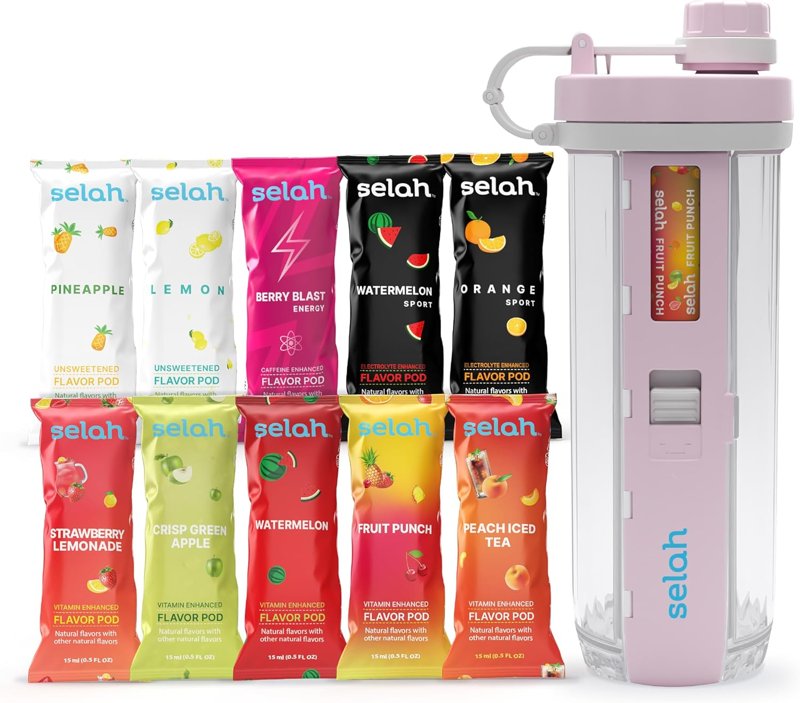 selah
PINEAPPLE
UNSWEETENED
FLAVOR POD
Natural flavors with
selah
LEMON
UNSWEETENED
FLAVOR POD
Natural flavors with
selah
BERRY BLAST
ENERGY
CAFFEINE ENHANCED
FLAVOR POD
Natural flavors with
selah
WATERMELON
SPORT
ELECTROLYTE ENHANCED
FLAVOR POD
Natural flavors with
selah
ORANGE
SPORT
ELECTROLYTE ENHANCED
FLAVOR POD
Natural flavors with
selah
STRAWBERRY
LEMONADE
VITAMIN ENHANCED
FLAVOR POD
Natural flavors with
other natural flavors
15 ml (0.5 FL OZ)
selah
CRISP GREEN
APPLE
VITAMIN ENHANCED
FLAVOR POD
Natural flavors with
other natural flavors
15 ml (0.5 FL OZ)
selah
WATERMELON
VITAMIN ENHANCED
FLAVOR POD
Natural flavors with
other natural flavors
15 ml (0.5 FL OZ)
selah
FRUIT PUNCH
VITAMIN ENHANCED
FLAVOR POD
Natural flavors with
other natural flavors
15 ml (0.5 FL OZ)
selah
PEACH ICED
TEA
VITAMIN ENHANCED
FLAVOR POD
Natural flavors with
other natural flavors
15 ml (0.5 FL OZ)
selah FRUIT PUNCH
selah FRUIT PUNCH
selah